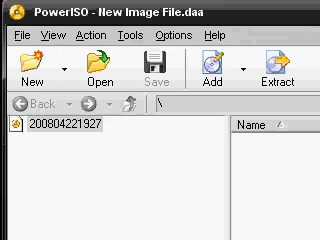 PowerISO - New Image File.daa
File View Action Tools Options Help
New Open Save Add Extract
Back \
200804221927 Name